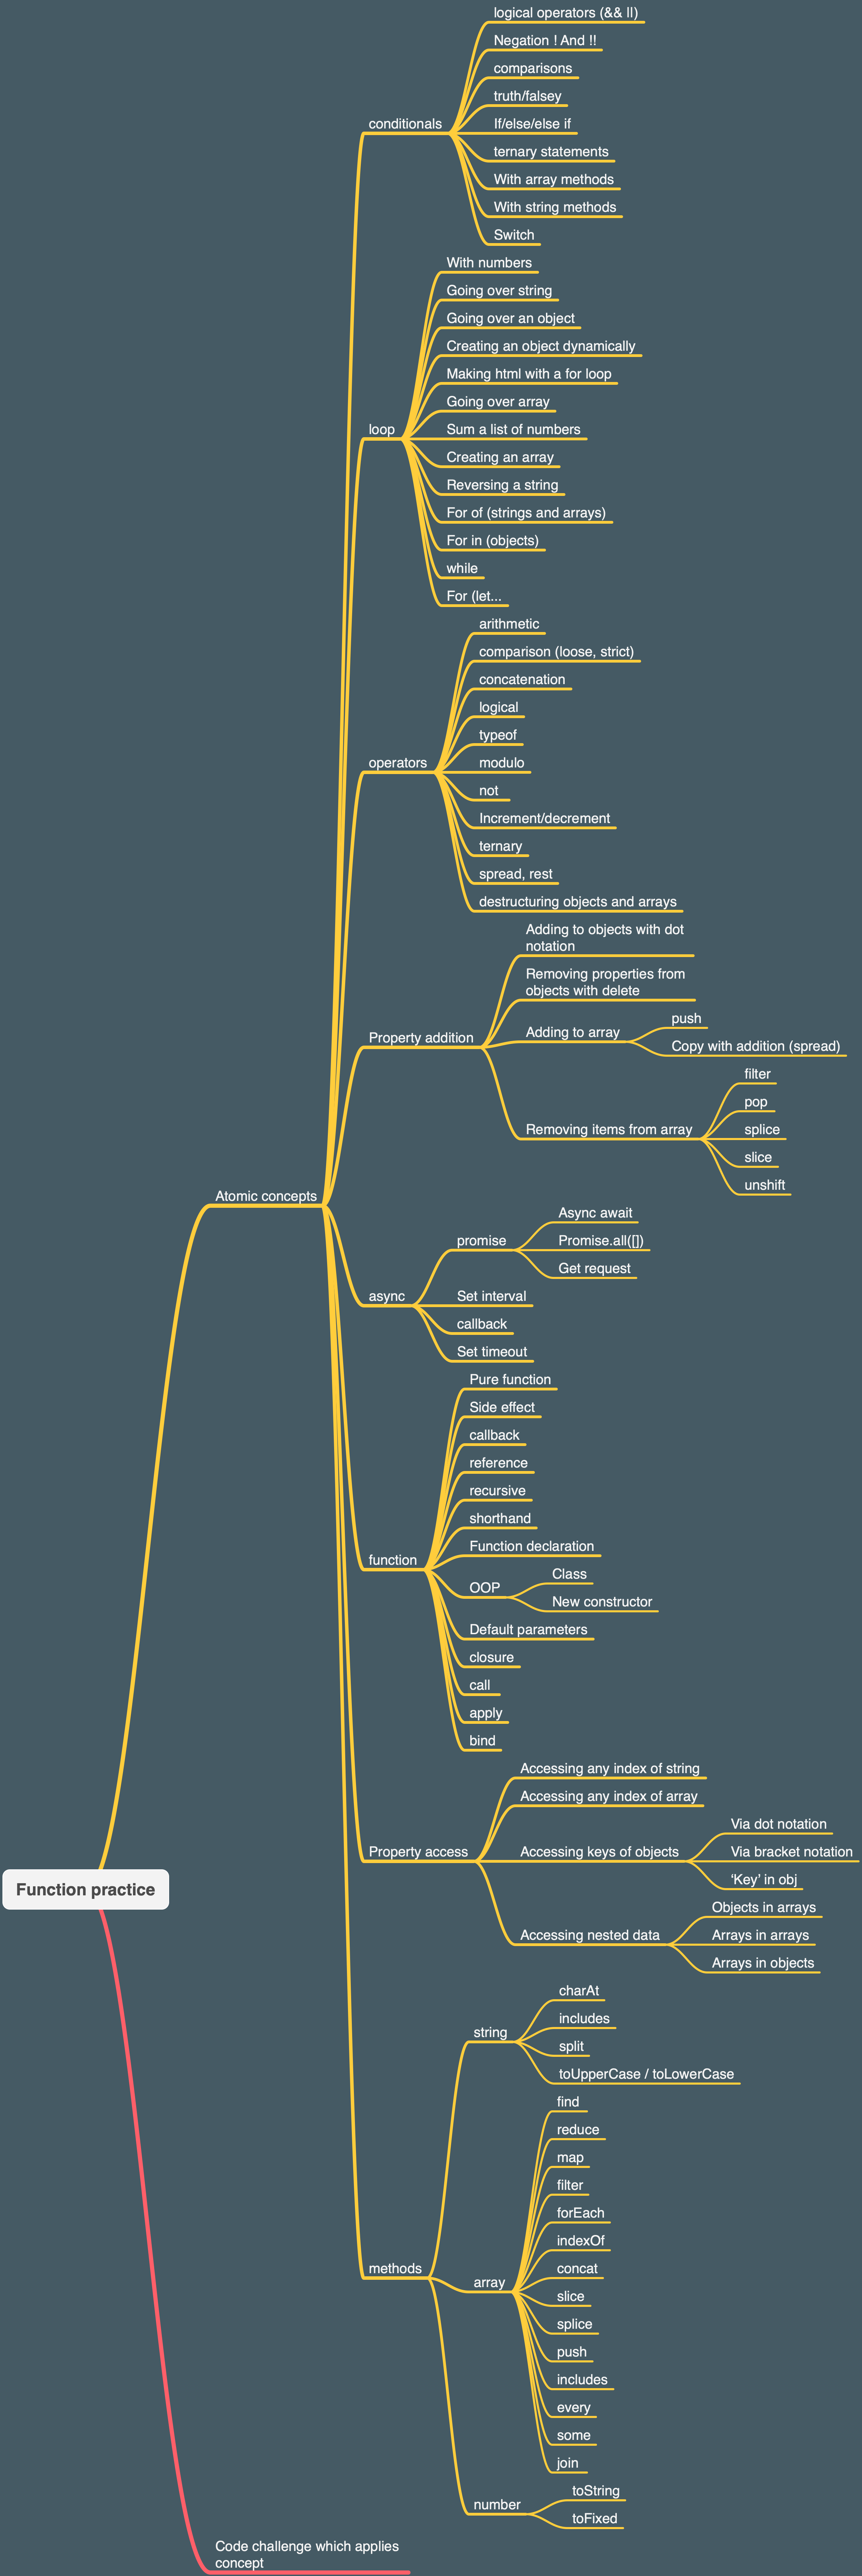 logical operators (&& ||)
Negation ! And !!
comparisons
truth/falsey
If/else/else if
ternary statements
With array methods
With string methods
Switch
conditionals
With numbers
Going over string
Going over an object
Creating an object dynamically
Making html with a for loop
Going over array
Sum a list of numbers
Creating an array
Reversing a string
For of (strings and arrays)
For in (objects)
while
For (let...
loop
arithmetic
comparison (loose, strict)
concatenation
logical
typeof
modulo
not
Increment/decrement
ternary
spread, rest
destructuring objects and arrays
operators
Adding to objects with dot
notation
Removing properties from
objects with delete
Adding to array
push
Copy with addition (spread)
Removing items from array
filter
pop
splice
slice
unshift
Property addition
Atomic concepts
promise
Async await
Promise.all([])
Get request
Set interval
callback
Set timeout
async
Pure function
Side effect
callback
reference
recursive
shorthand
Function declaration
OOP
Class
New constructor
Default parameters
closure
call
apply
bind
function
Accessing any index of string
Accessing any index of array
Accessing keys of objects
Via dot notation
Via bracket notation
‘Key’ in obj
Accessing nested data
Objects in arrays
Arrays in arrays
Arrays in objects
Property access
Function practice
string
charAt
includes
split
toUpperCase / toLowerCase
methods
array
find
reduce
map
filter
forEach
indexOf
concat
slice
splice
push
includes
every
some
join
number
toString
toFixed
Code challenge which applies
concept